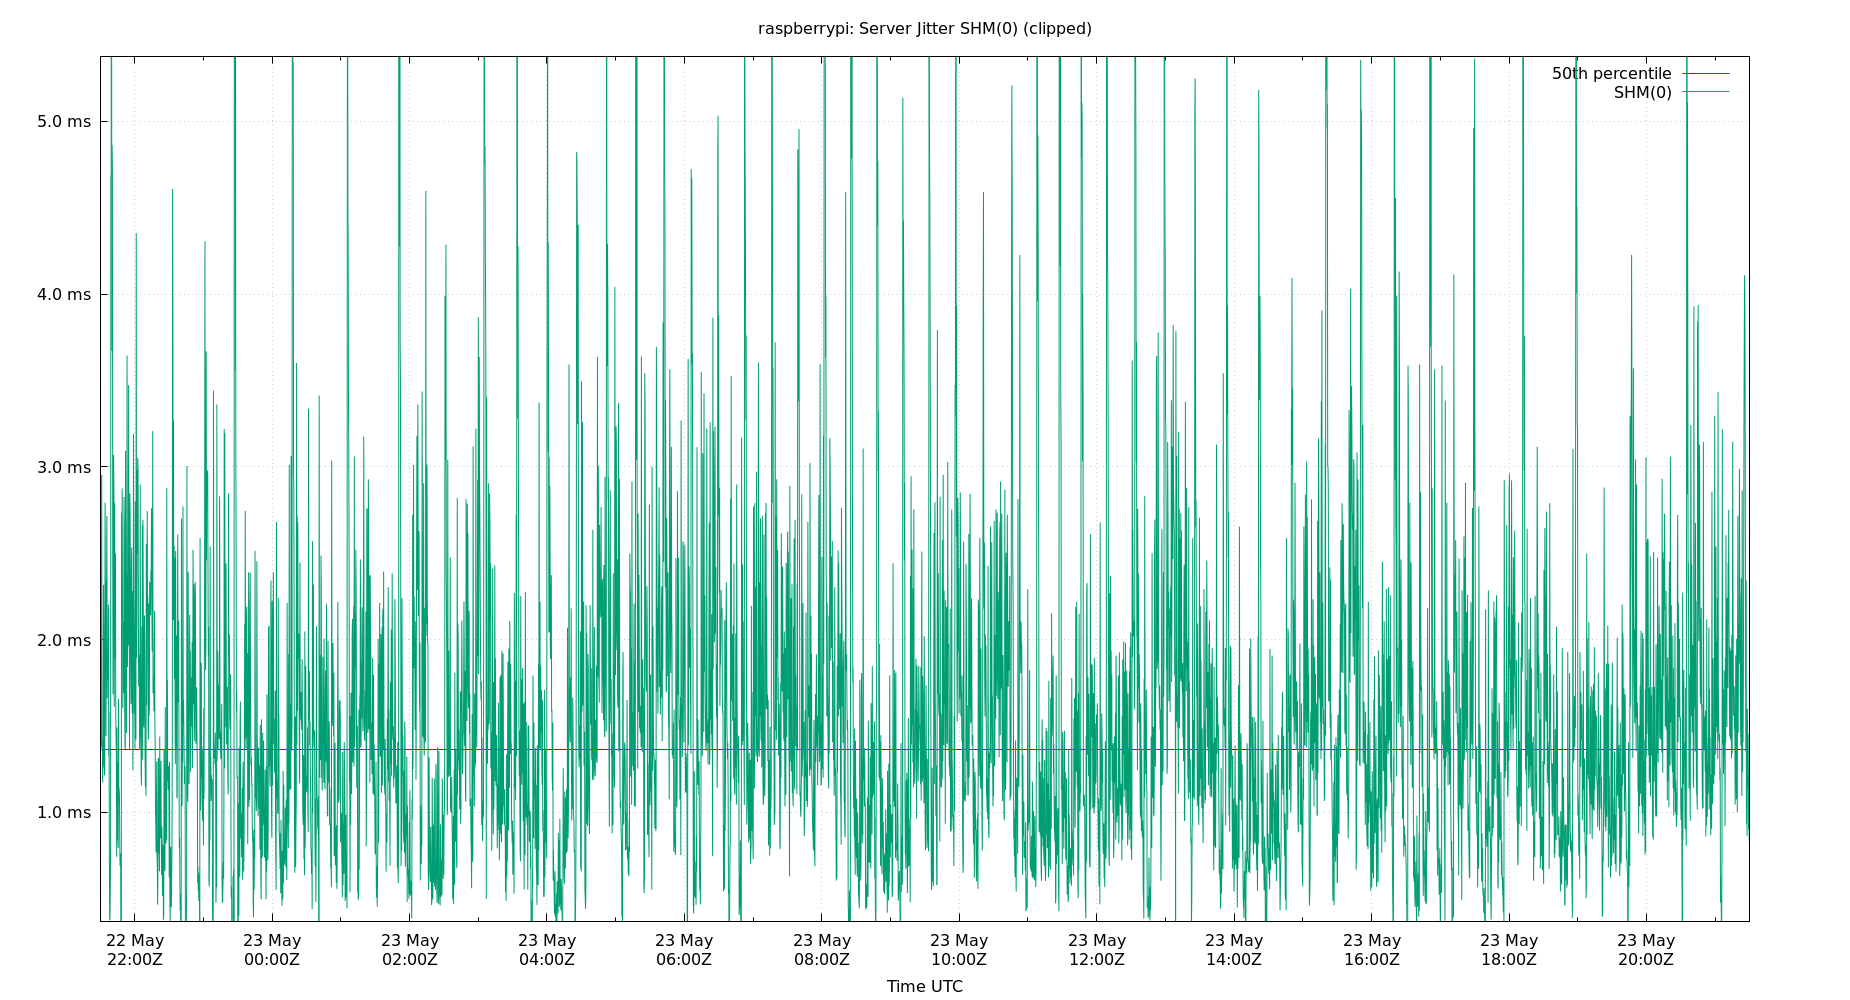 raspberrypi: Server Jitter SHM(0) (clipped)
50th percentile
SHM(0)
5.0 ms
4.0 ms
3.0 ms
2.0 ms
1.0 ms
22 May 23 May 23 May 23 May 23 May 23 May 23 May 23 May 23 May 23 May 23 May 23 May
22:00Z 00:00Z 02:00Z 04:00Z 06:00Z 08:00Z 10:00Z 12:00Z 14:00Z 16:00Z 18:00Z 20:00Z
Time UTC